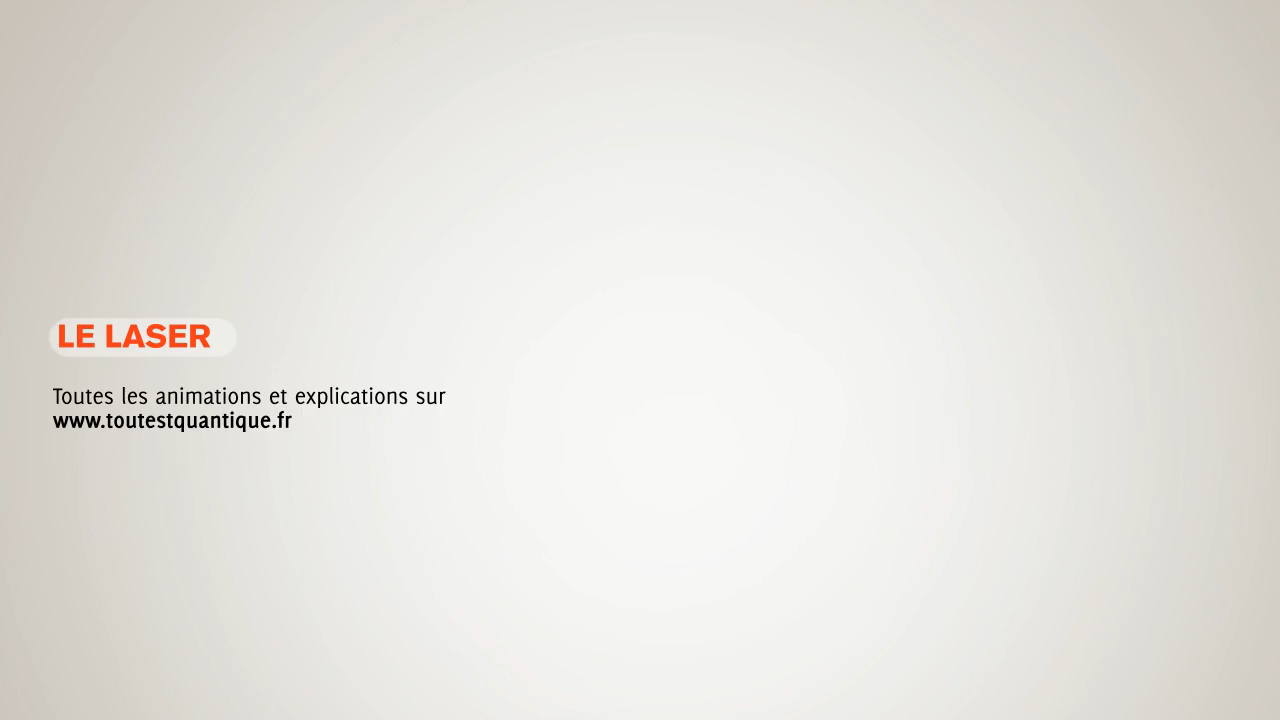 LE LASER
Toutes les animations et explications sur
www.toutestquantique.fr